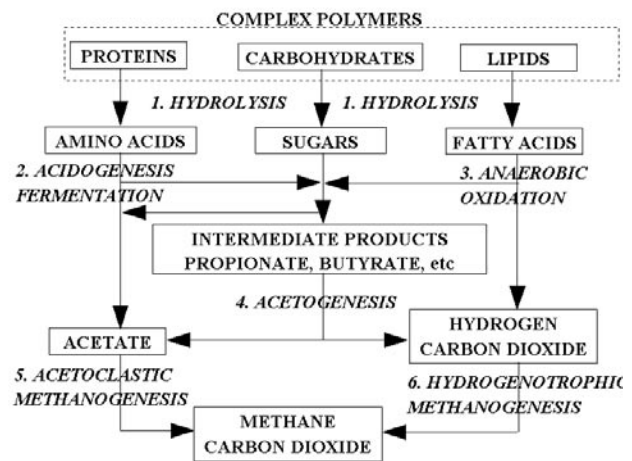 COMPLEX POLYMERS
PROTEINS
CARBOHYDRATES
LIPIDS
1. HYDROLYSIS
1. HYDROLYSIS
AMINO ACIDS
SUGARS
FATTY ACIDS
2. ACIDOGENESIS
FERMENTATION
3. ANAEROBIC
OXIDATION
INTERMEDIATE PRODUCTS
PROPIONATE, BUTYRATE, etc
4. ACETOGENESIS
ACETATE
HYDROGEN
CARBON DIOXIDE
5. ACETOCLASTIC
METHANOGENESIS
6. HYDROGENOTROPHIC
METHANOGENESIS
METHANE
CARBON DIOXIDE